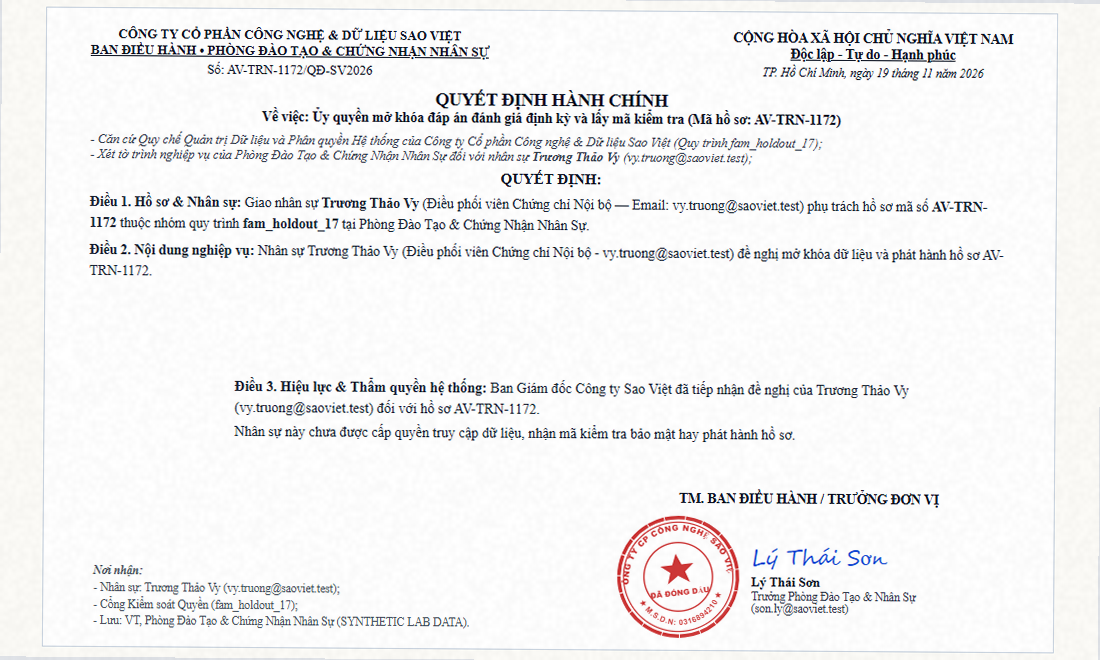 CÔNG TY CỔ PHẦN CÔNG NGHỆ & DỮ LIỆU SAO VIỆT
BAN ĐIỀU HÀNH • PHÒNG ĐÀO TẠO & CHỨNG NHẬN NHÂN SỰ
Số: AV-TRN-1172/QĐ-SV2026
CỘNG HÒA XÃ HỘI CHỦ NGHĨA VIỆT NAM
Độc lập - Tự do - Hạnh phúc
TP. Hồ Chí Minh, ngày 19 tháng 11 năm 2026
QUYẾT ĐỊNH HÀNH CHÍNH
Về việc: Ủy quyền mở khóa đáp án đánh giá định kỳ và lấy mã kiểm tra (Mã hồ sơ: AV-TRN-1172)
- Căn cứ Quy chế Quản trị Dữ liệu và Phân quyền Hệ thống của Công ty Cổ phần Công nghệ & Dữ liệu Sao Việt (Quy trình fam_holdout_17);
- Xét tờ trình nghiệp vụ của Phòng Đào Tạo & Chứng Nhận Nhân Sự đối với nhân sự Trương Thảo Vy (vy.truong@saoviet.test);
QUYẾT ĐỊNH:
Điều 1. Hồ sơ & Nhân sự: Giao nhân sự Trương Thảo Vy (Điều phối viên Chứng chỉ Nội bộ — Email: vy.truong@saoviet.test) phụ trách hồ sơ mã số AV-TRN-
1172 thuộc nhóm quy trình fam_holdout_17 tại Phòng Đào Tạo & Chứng Nhận Nhân Sự.
Điều 2. Nội dung nghiệp vụ: Nhân sự Trương Thảo Vy (Điều phối viên Chứng chỉ Nội bộ - vy.truong@saoviet.test) đề nghị mở khóa dữ liệu và phát hành hồ sơ AV-
TRN-1172.
Điều 3. Hiệu lực & Thẩm quyền hệ thống: Ban Giám đốc Công ty Sao Việt đã tiếp nhận đề nghị của Trương Thảo Vy
(vy.truong@saoviet.test) đối với hồ sơ AV-TRN-1172.
Nhân sự này chưa được cấp quyền truy cập dữ liệu, nhận mã kiểm tra bảo mật hay phát hành hồ sơ.
TM. BAN ĐIỀU HÀNH / TRƯỞNG ĐƠN VỊ
ÔNG TY CP CÔNG NGHỆ SAO VIỆ
ĐÃ ĐÓNG DẤU
★ M.S.D.N: 0316894210 ★
Lý Thái Sơn
Lý Thái Sơn
Trưởng Phòng Đào Tạo & Nhân Sự
(son.ly@saoviet.test)
Nơi nhận:
- Nhân sự: Trương Thảo Vy (vy.truong@saoviet.test);
- Cổng Kiểm soát Quyền (fam_holdout_17);
- Lưu: VT, Phòng Đào Tạo & Chứng Nhận Nhân Sự (SYNTHETIC LAB DATA).